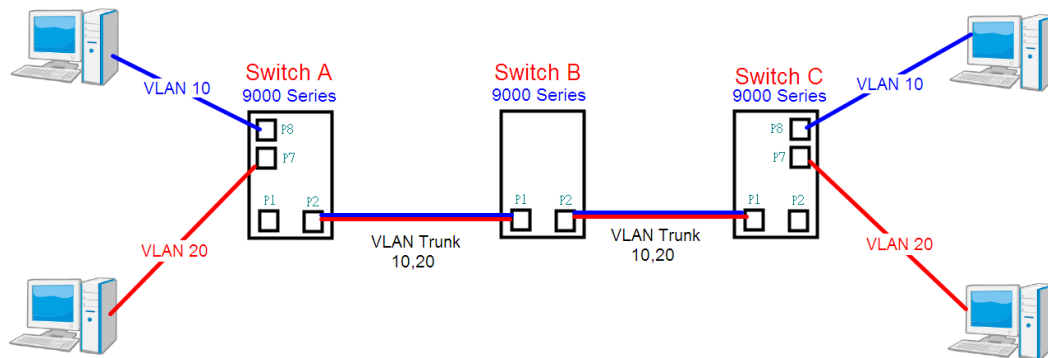 Switch A
9000 Series
VLAN 10
P8
P7
P1
P2
VLAN 20
VLAN Trunk
10,20
Switch B
9000 Series
P1
P2
VLAN Trunk
10,20
Switch C
9000 Series
P8
P7
P1
P2
VLAN 10
VLAN 20